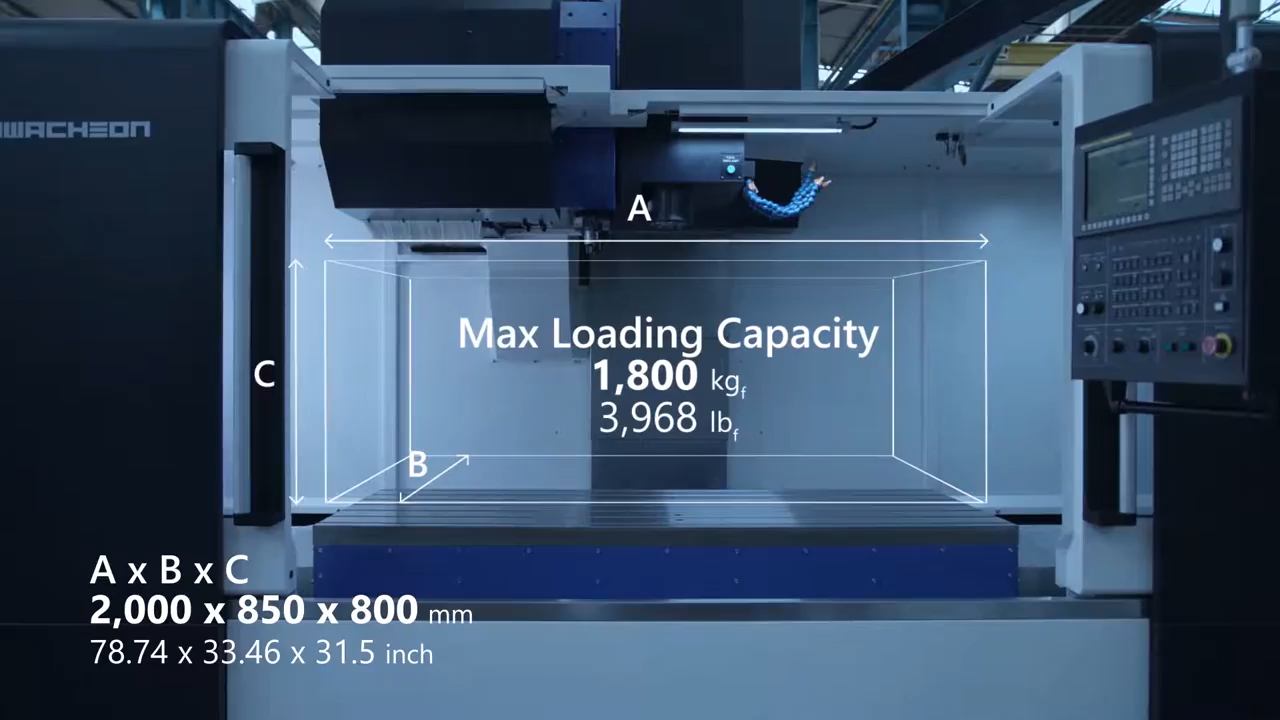 WACHEON
A
Max Loading Capacity
1,800 kgf
3,968 lbf
C
B
A x B x C
2,000 x 850 x 800 mm
78.74 x 33.46 x 31.5 inch